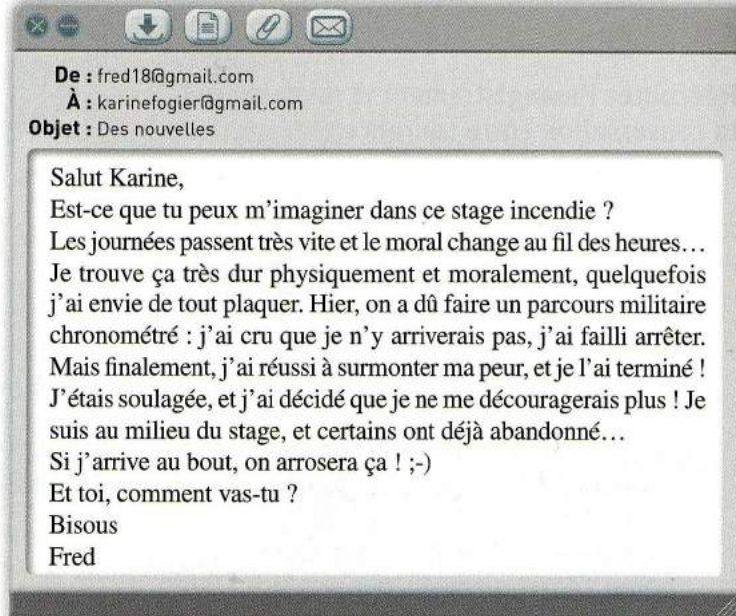 De : fred18@gmail.com
À : karinefogier@gmail.com
Objet : Des nouvelles
Salut Karine,
Est-ce que tu peux m'imaginer dans ce stage incendie ?
Les journées passent très vite et le moral change au fil des heures…
Je trouve ça très dur physiquement et moralement, quelquefois
j'ai envie de tout plaquer. Hier, on a dû faire un parcours militaire
chronométré : j'ai cru que je n'y arriverais pas, j'ai failli arrêter.
Mais finalement, j'ai réussi à surmonter ma peur, et je l'ai terminé !
J'étais soulagée, et j'ai décidé que je ne me découragerais plus ! Je
suis au milieu du stage, et certains ont déjà abandonné…
Si j'arrive au bout, on arrosera ça ! ;-)
Et toi, comment vas-tu ?
Bisous
Fred